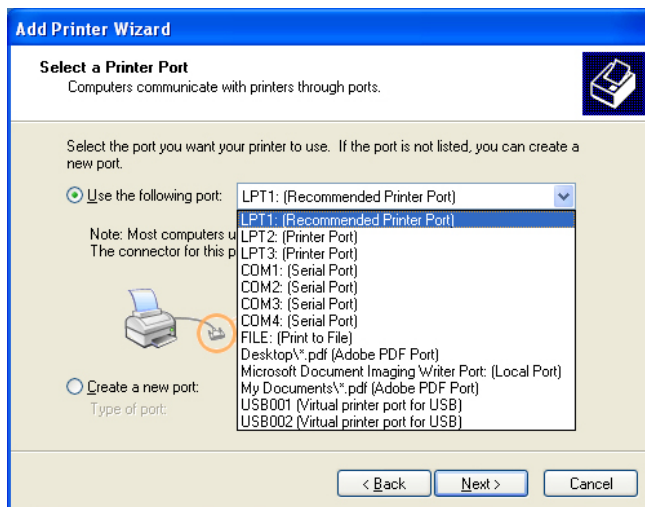 Add Printer Wizard
Select a Printer Port
Computers communicate with printers through ports.
Select the port you want your printer to use. If the port is not listed, you can create a
new port.
Use the following port: LPT1: (Recommended Printer Port)
LPT1: (Recommended Printer Port)
Note: Most computers u LPT2: (Printer Port)
The connector for this p LPT3: (Printer Port)
COM1: (Serial Port)
COM2: (Serial Port)
COM3: (Serial Port)
COM4: (Serial Port)
FILE: (Print to File)
Desktop\*.pdf (Adobe PDF Port)
Microsoft Document Imaging Writer Port: (Local Port)
Create a new port: My Documents\*.pdf (Adobe PDF Port)
Type of port: USB001 (Virtual printer port for USB)
USB002 (Virtual printer port for USB)
< Back Next > Cancel